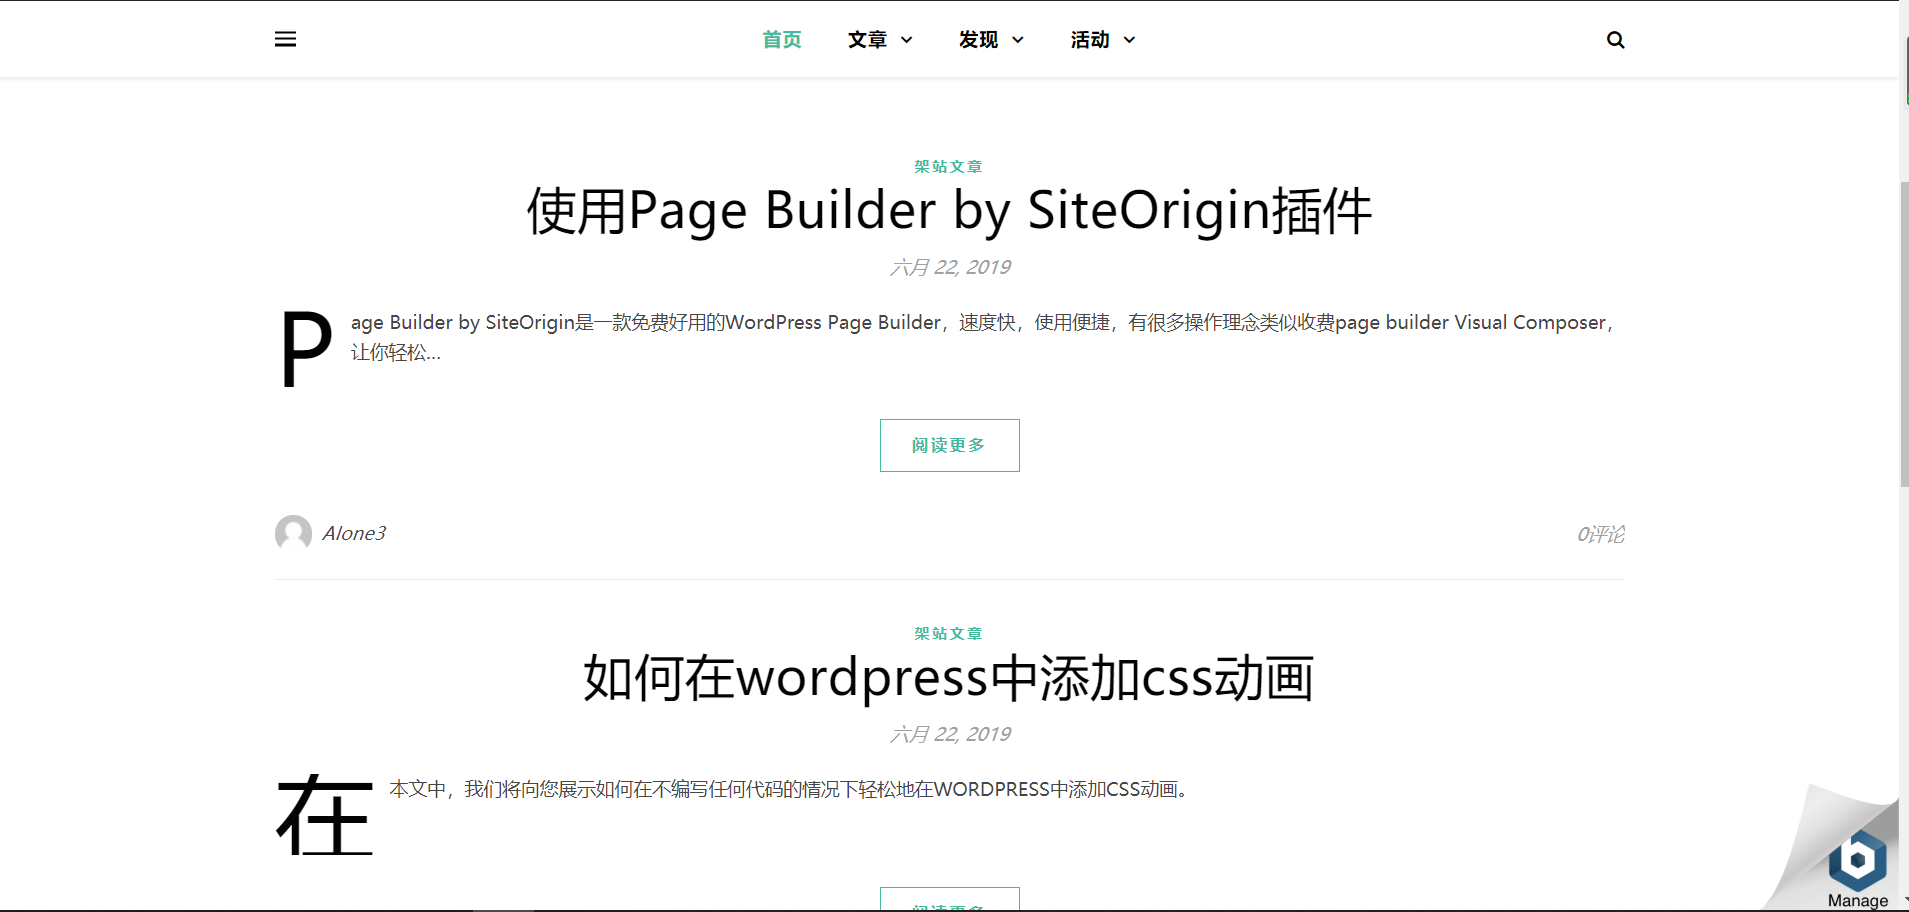 首页 文章 发现 活动
架站文章
使用Page Builder by SiteOrigin插件
六月 22, 2019
Page Builder by SiteOrigin是一款免费好用的WordPress Page Builder，速度快，使用便捷，有很多操作理念类似收费page builder Visual Composer，
让你轻松...
阅读更多
Alone3
0评论
架站文章
如何在wordpress中添加css动画
六月 22, 2019
在本文中，我们将向您展示如何在不编写任何代码的情况下轻松地在WORDPRESS中添加CSS动画。
阅读更多
b
Manage